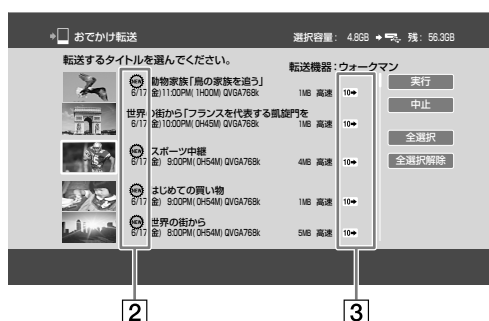 おでかけ転送
選択容量: 4.8GB 残: 56.3GB
転送するタイトルを選んでください。
転送機器:ウォークマン
NEW 動物家族「鳥の家族を追う」
6/17 金)11:00PM( 1H00M) QVGA768k 1MB 高速 10
世界 の街から「フランスを代表する凱旋門を
6/17 金)10:00PM( 0H45M) QVGA768k 1MB 高速 10
NEW スポーツ中継
6/17 金) 9:00PM( 0H54M) QVGA768k 4MB 高速 10
NEW はじめての買い物
6/17 金) 9:00PM( 0H54M) QVGA768k 1MB 高速 10
NEW 世界の街から
6/17 金) 8:00PM( 0H54M) QVGA768k 5MB 高速 10
実行
中止
全選択
全選択解除
2
3